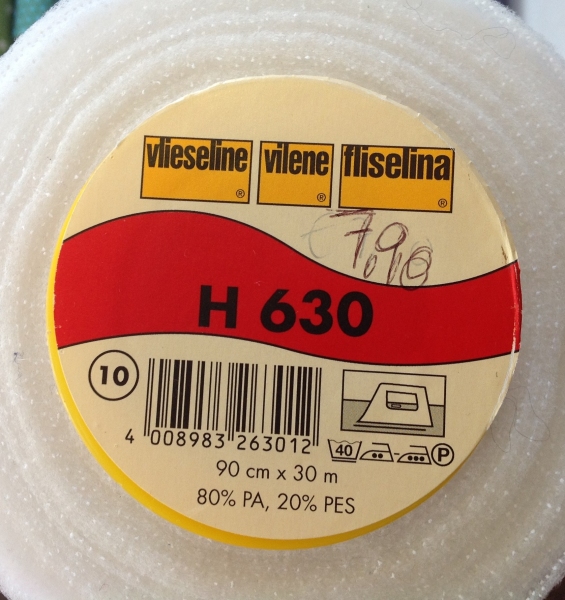 vlieseline® vilene® fliselina®
7,90
H 630
10
4 008983 263012
40 P
90 cm x 30 m
80% PA, 20% PES